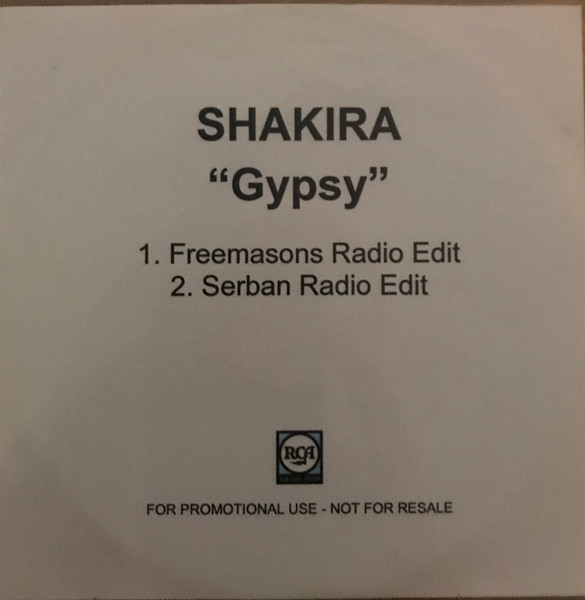 SHAKIRA
“Gypsy”
1. Freemasons Radio Edit
2. Serban Radio Edit
RCA
FOR PROMOTIONAL USE - NOT FOR RESALE